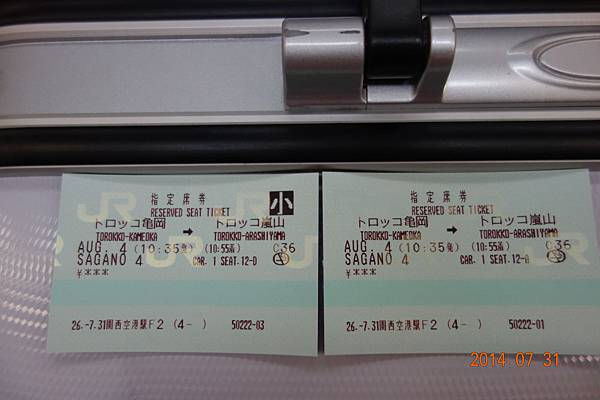 指定席券 小
RESERVED SEAT TICKET
トロッコ亀岡 → トロッコ嵐山
TOROKKO-KAMEOKA TOROKKO-ARASHIYAMA
AUG. 4 (10:35発) (10:55着) C36
SAGANO 4 CAR. 1 SEAT.12-D
¥***
26.-7.31関西空港駅F2 (4- ) 50222-03
指定席券
RESERVED SEAT TICKET
トロッコ亀岡 → トロッコ嵐山
TOROKKO-KAMEOKA TOROKKO-ARASHIYAMA
AUG. 4 (10:35発) (10:55着) C36
SAGANO 4 CAR. 1 SEAT.12-A
¥***
26.-7.31関西空港駅F2 (4- ) 50222-01
2014 07 31